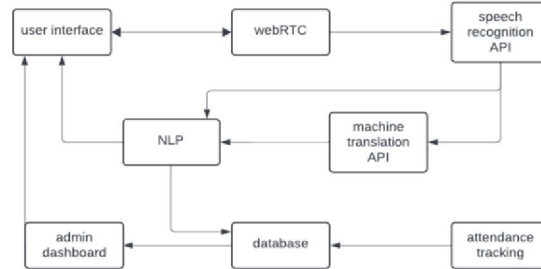 user interface
webRTC
speech
recognition
API
NLP
machine
translation
API
admin
dashboard
database
attendance
tracking